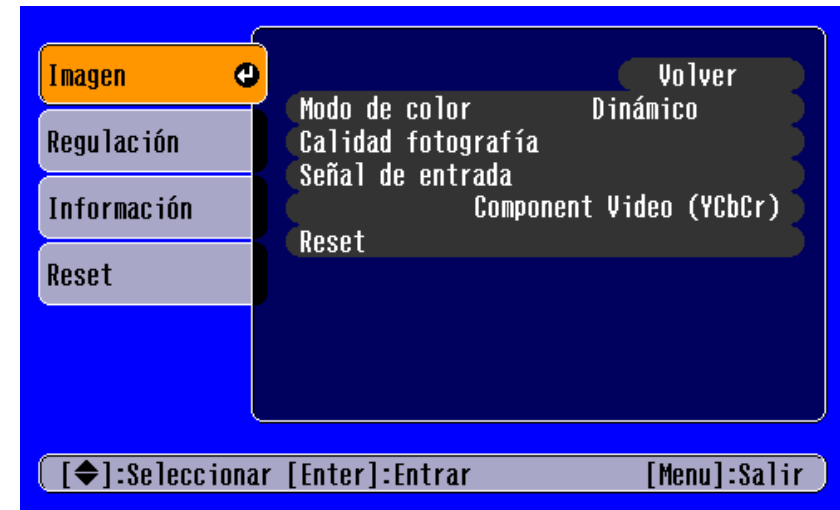 Imagen
Regulación
Información
Reset
Volver
Modo de color Dinámico
Calidad fotografía
Señal de entrada
Component Video (YCbCr)
Reset
[◆]:Seleccionar [Enter]:Entrar [Menu]:Salir